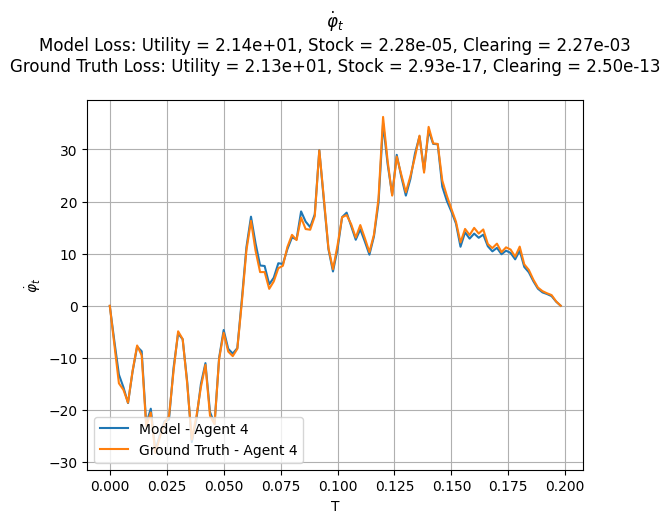 φ̇_t
Model Loss: Utility = 2.14e+01, Stock = 2.28e-05, Clearing = 2.27e-03
Ground Truth Loss: Utility = 2.13e+01, Stock = 2.93e-17, Clearing = 2.50e-13
30
20
10
0
−10
−20
−30
φ̇_t
Model - Agent 4
Ground Truth - Agent 4
0.000 0.025 0.050 0.075 0.100 0.125 0.150 0.175 0.200
T